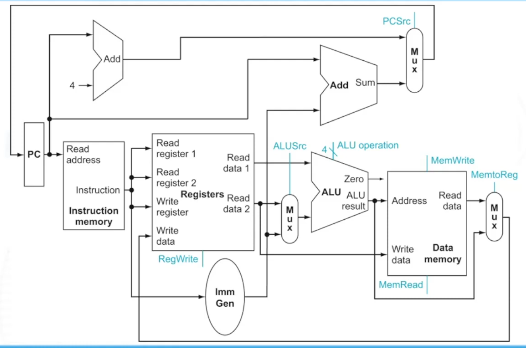 PCSrc
M
u
x
Add
4
Add Sum
PC
Read
address
Instruction
Instruction
memory
Read
register 1
Read
register 2
Write
register
Write
data
Registers
Read
data 1
Read
data 2
RegWrite
ALUSrc
M
u
x
4
ALU operation
Zero
ALU
ALU
result
MemWrite
Address
Read
data
Write
data
Data
memory
MemRead
MemtoReg
M
u
x
Imm
Gen